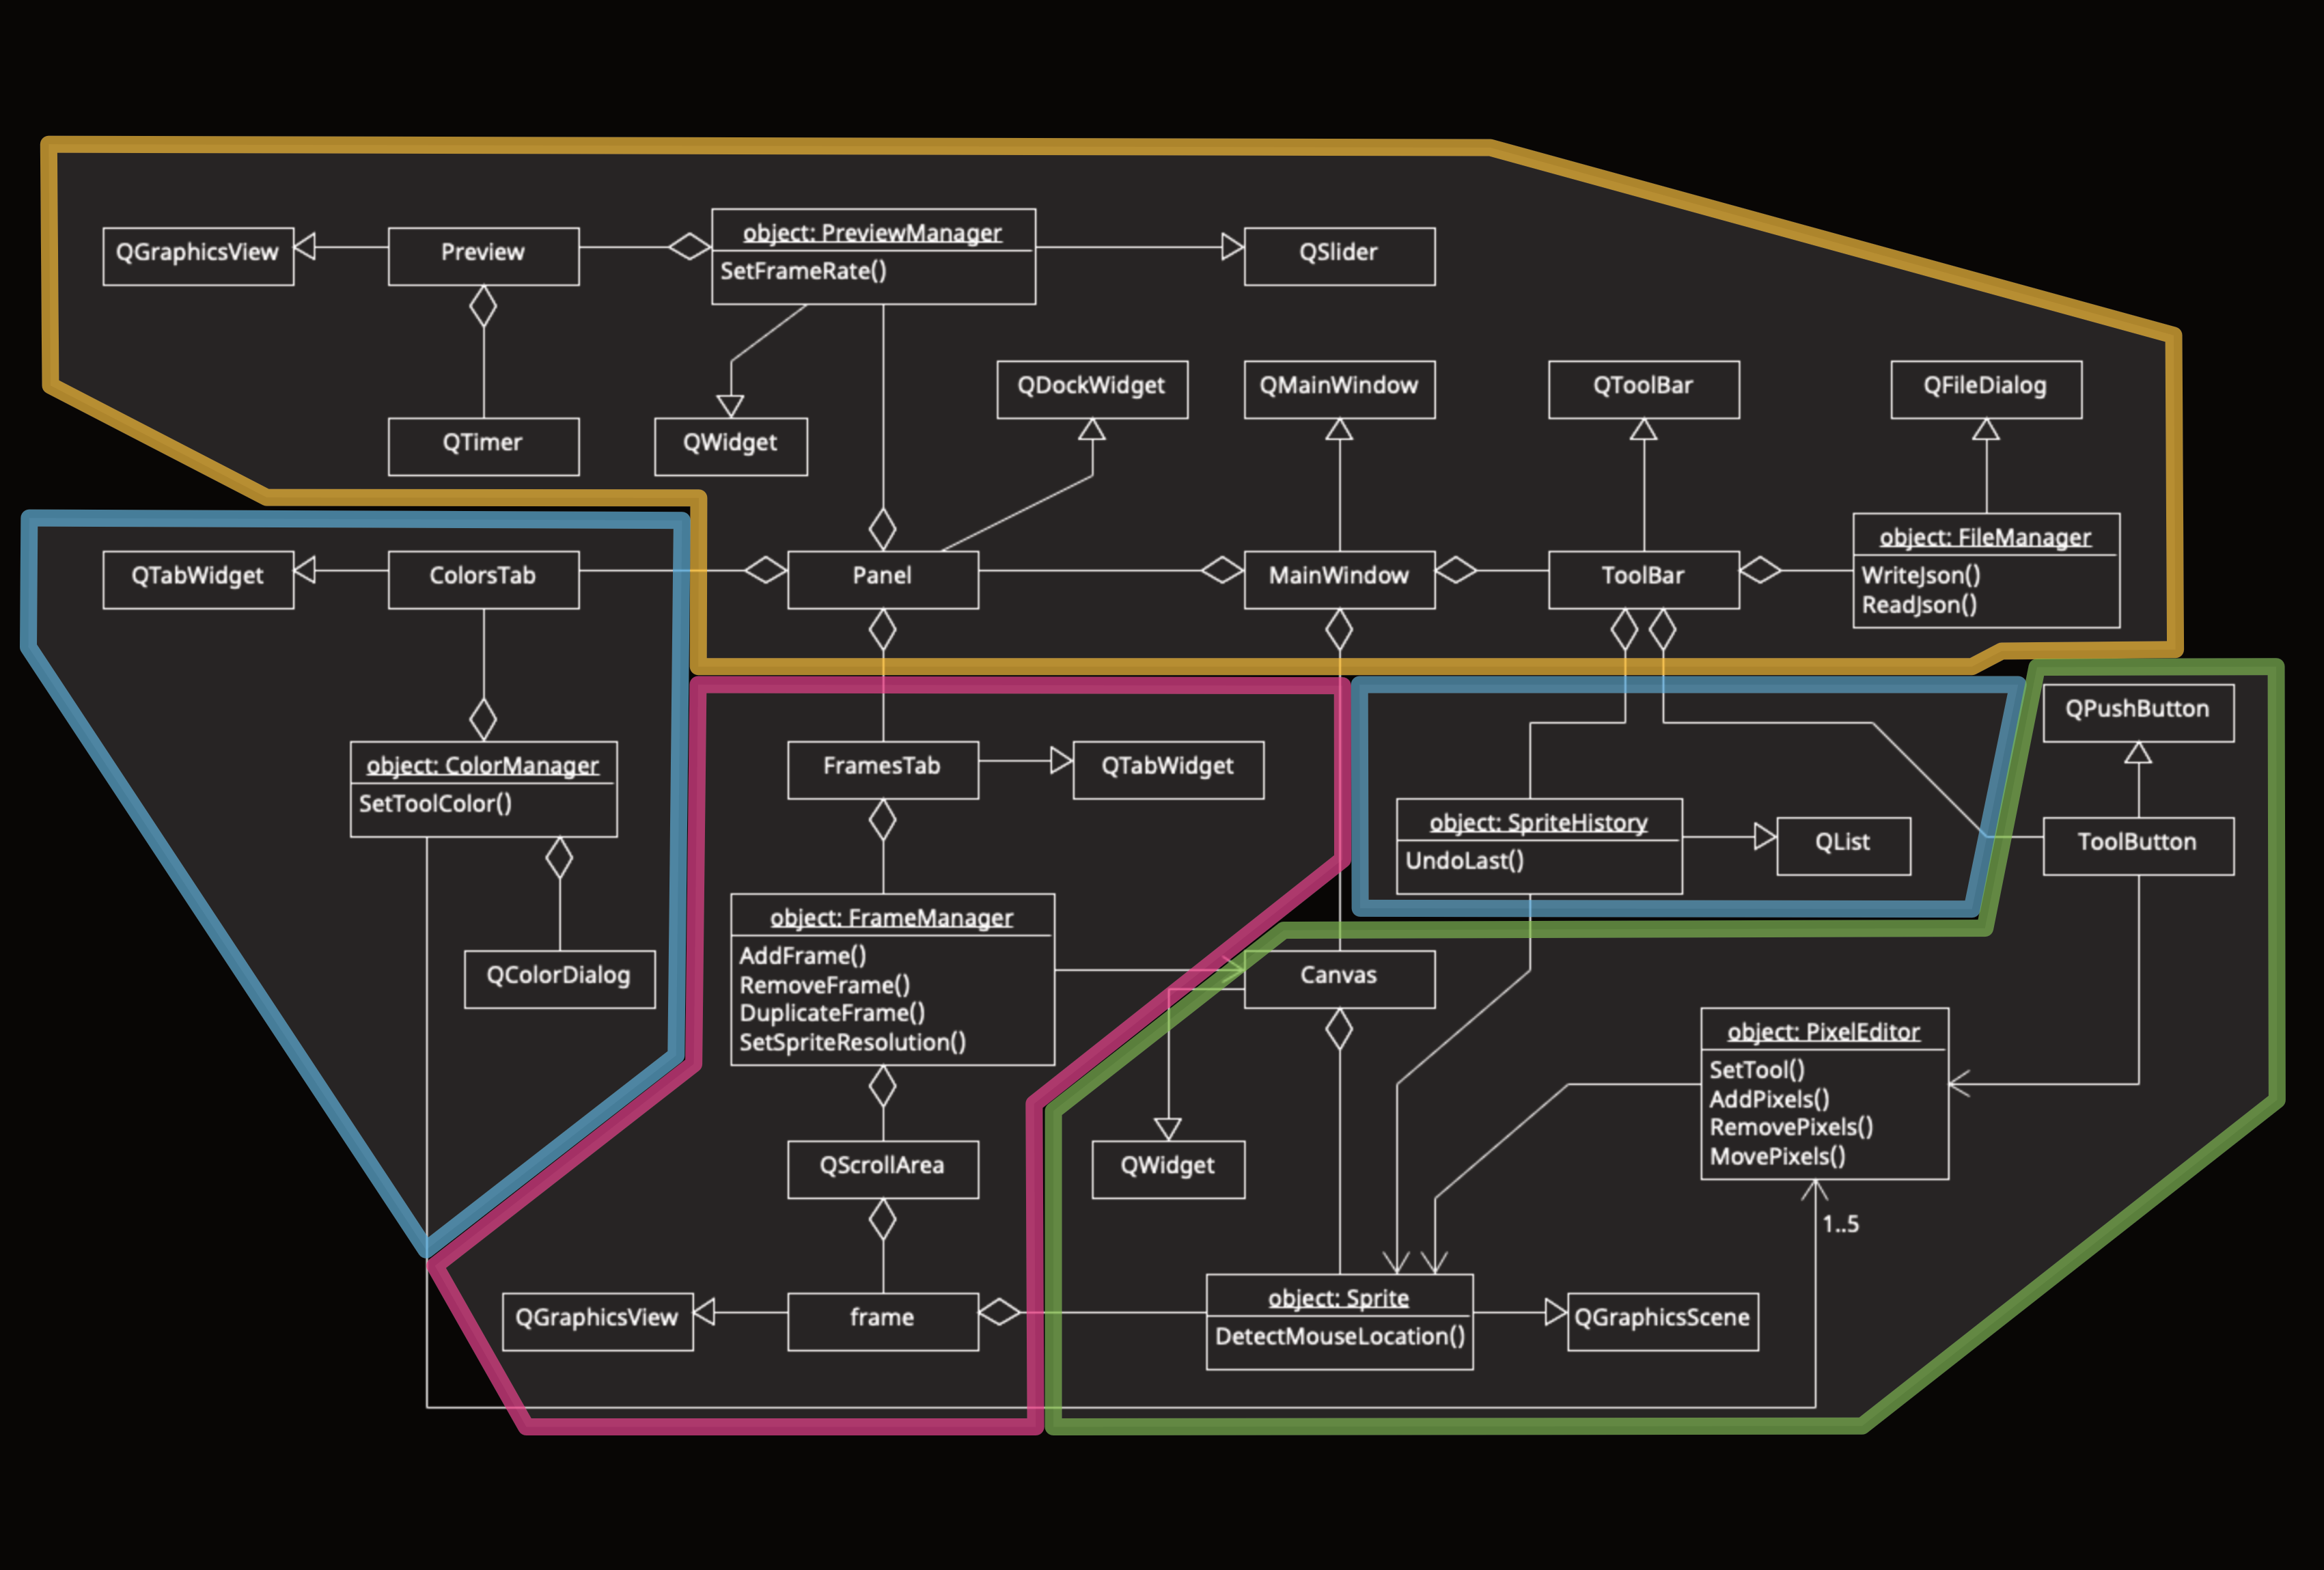 object: PreviewManager
SetFrameRate()
QGraphicsView
Preview
QSlider
QDockWidget
QMainWindow
QToolBar
QFileDialog
QTimer
QWidget
object: FileManager
WriteJson()
ReadJson()
QTabWidget
ColorsTab
Panel
MainWindow
ToolBar
QPushButton
object: ColorManager
SetToolColor()
FramesTab
QTabWidget
object: SpriteHistory
UndoLast()
QList
ToolButton
object: FrameManager
AddFrame()
RemoveFrame()
DuplicateFrame()
SetSpriteResolution()
QColorDialog
Canvas
object: PixelEditor
SetTool()
AddPixels()
RemovePixels()
MovePixels()
QScrollArea
QWidget
1..5
QGraphicsView
frame
object: Sprite
DetectMouseLocation()
QGraphicsScene